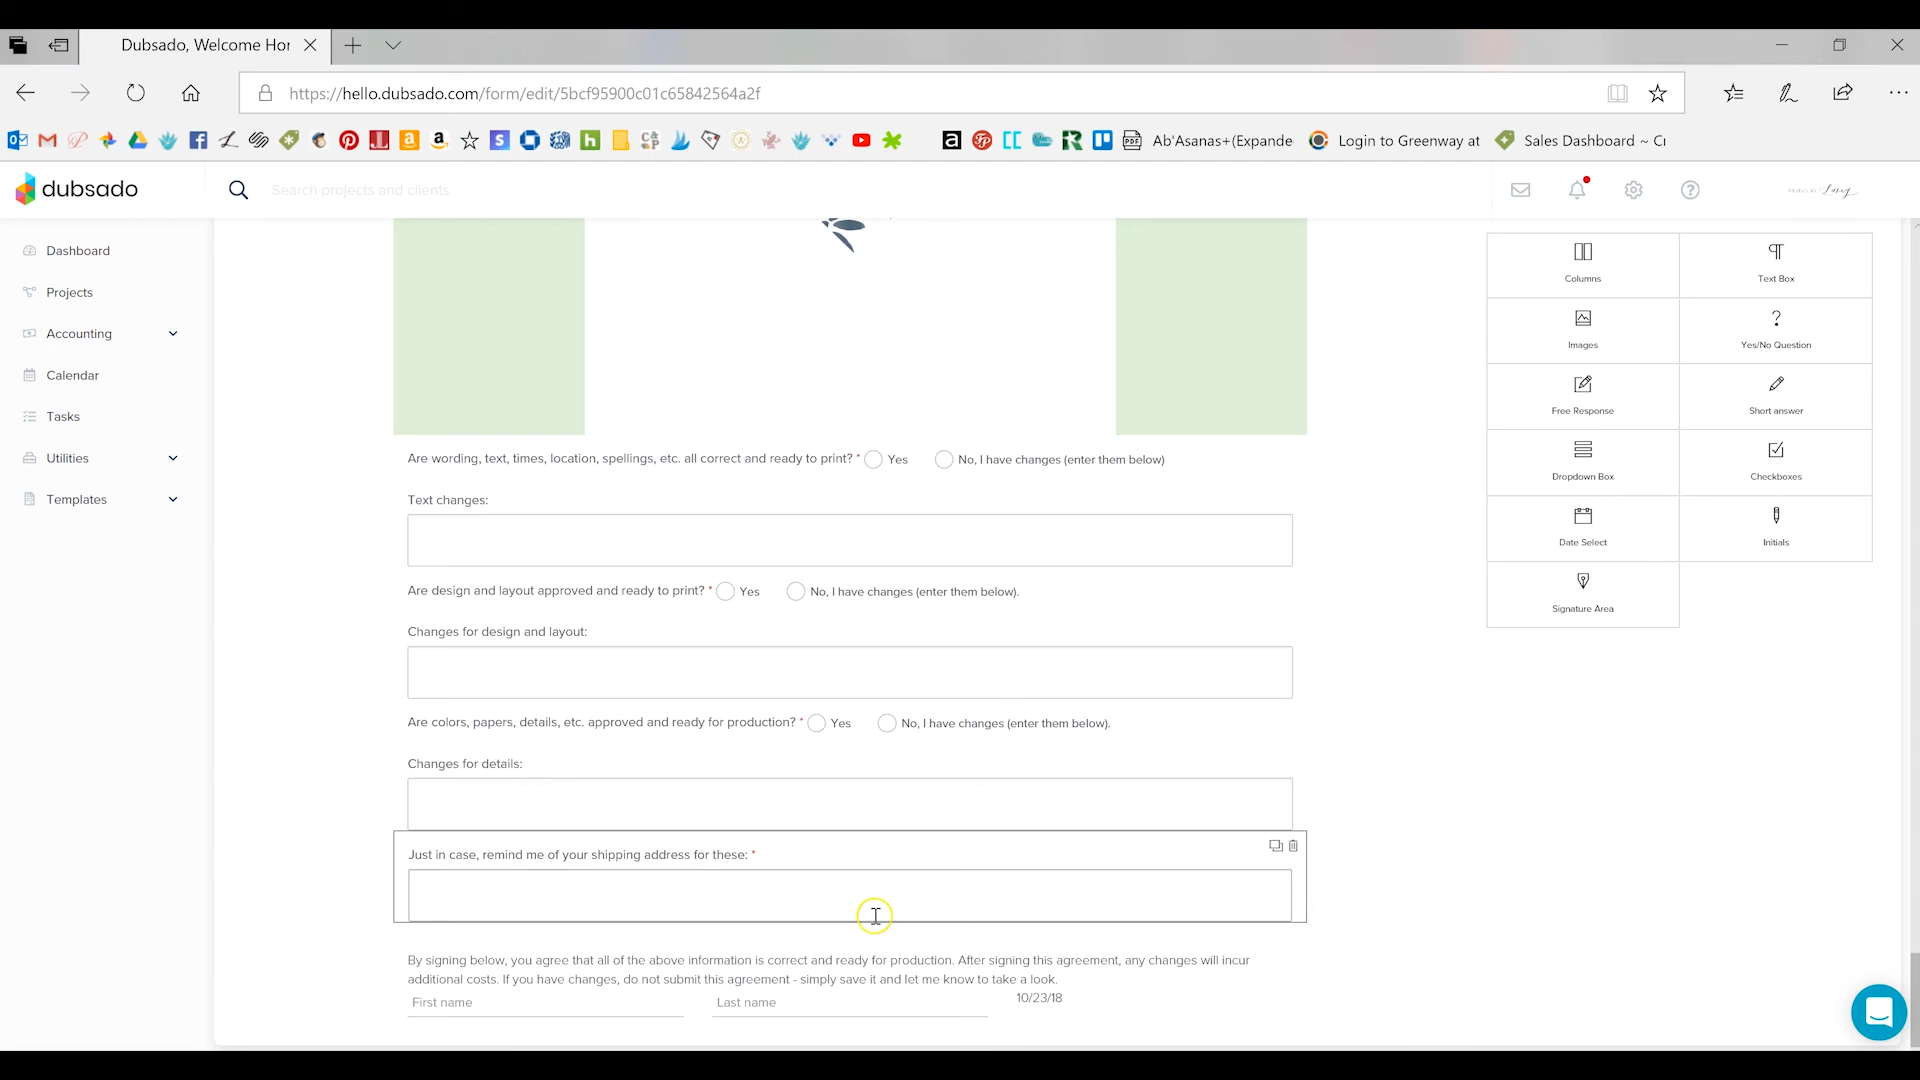 Dubsado, Welcome Hor
https://hello.dubsado.com/form/edit/5bcf95900c01c65842564a2f
Ab'Asanas+(Expande
Login to Greenway at
Sales Dashboard ~ Cr
dubsado
Search projects and clients
Dashboard
Projects
Accounting
Calendar
Tasks
Utilities
Templates
Are wording, text, times, location, spellings, etc. all correct and ready to print? * Yes No, I have changes (enter them below)
Text changes:
Are design and layout approved and ready to print? * Yes No, I have changes (enter them below).
Changes for design and layout:
Are colors, papers, details, etc. approved and ready for production? * Yes No, I have changes (enter them below).
Changes for details:
Just in case, remind me of your shipping address for these: *
By signing below, you agree that all of the above information is correct and ready for production. After signing this agreement, any changes will incur
additional costs. If you have changes, do not submit this agreement - simply save it and let me know to take a look.
First name Last name 10/23/18
Columns
Text Box
Images
Yes/No Question
Free Response
Short answer
Dropdown Box
Checkboxes
Date Select
Initials
Signature Area